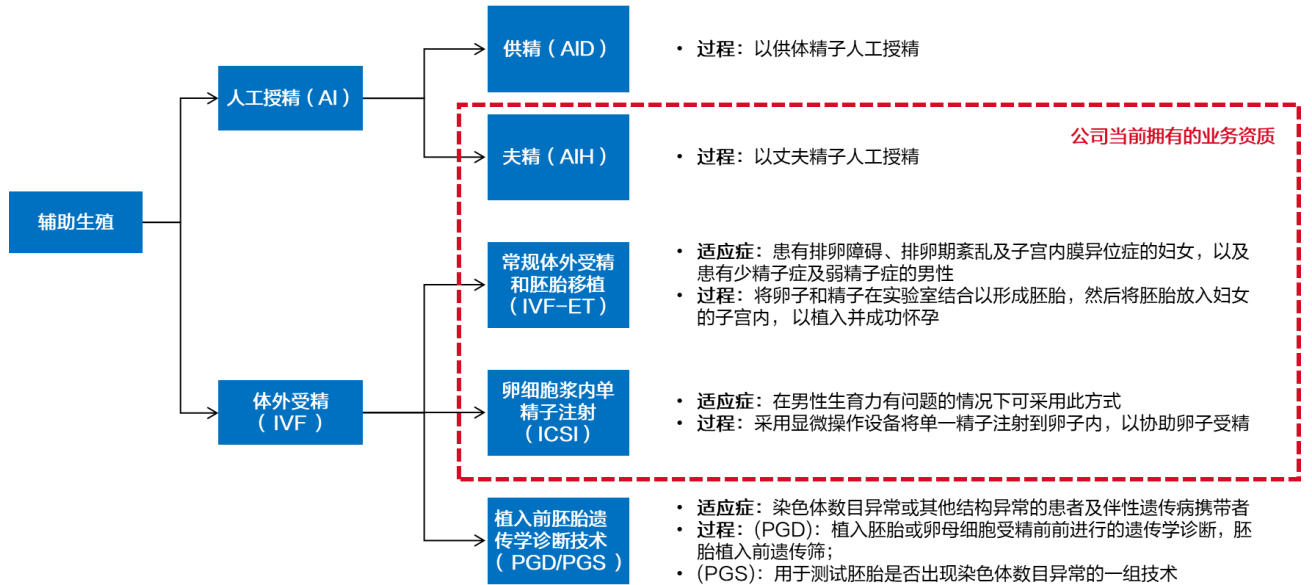 供精（AID）
• 过程：以供体精子人工授精
人工授精（AI）
公司当前拥有的业务资质
夫精（AIH）
• 过程：以丈夫精子人工授精
辅助生殖
常规体外受精
和胚胎移植
（IVF-ET）
• 适应症：患有排卵障碍、排卵期紊乱及子宫内膜异位症的妇女，以及
患有少精子症及弱精子症的男性
• 过程：将卵子和精子在实验室结合以形成胚胎，然后将胚胎放入妇女
的子宫内，以植入并成功怀孕
体外受精
（IVF）
卵细胞浆内单
精子注射
（ICSI）
• 适应症：在男性生育力有问题的情况下可采用此方式
• 过程：采用显微操作设备将单一精子注射到卵子内，以协助卵子受精
植入前胚胎遗
传学诊断技术
（PGD/PGS）
• 适应症：染色体数目异常或其他结构异常的患者及伴性遗传病携带者
• 过程：(PGD)：植入胚胎或卵母细胞受精前前进行的遗传学诊断，胚
胎植入前遗传筛；
• (PGS)：用于测试胚胎是否出现染色体数目异常的一组技术